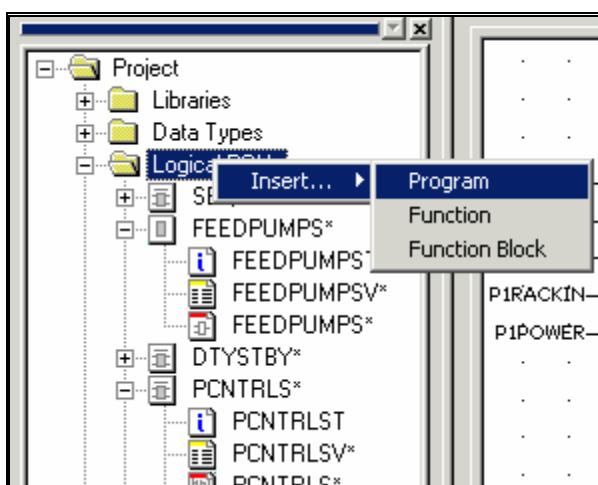 Project
Libraries
Data Types
Logical
Insert...
Program
Function
Function Block
FEEDPUMPS*
FEEDPUMPST
FEEDPUMPSV*
P1RACKIN
FEEDPUMPS*
P1POWER
DTYSTBY*
PCNTRLS*
PCNTRLST
PCNTRLSV*
PCNTRLS*